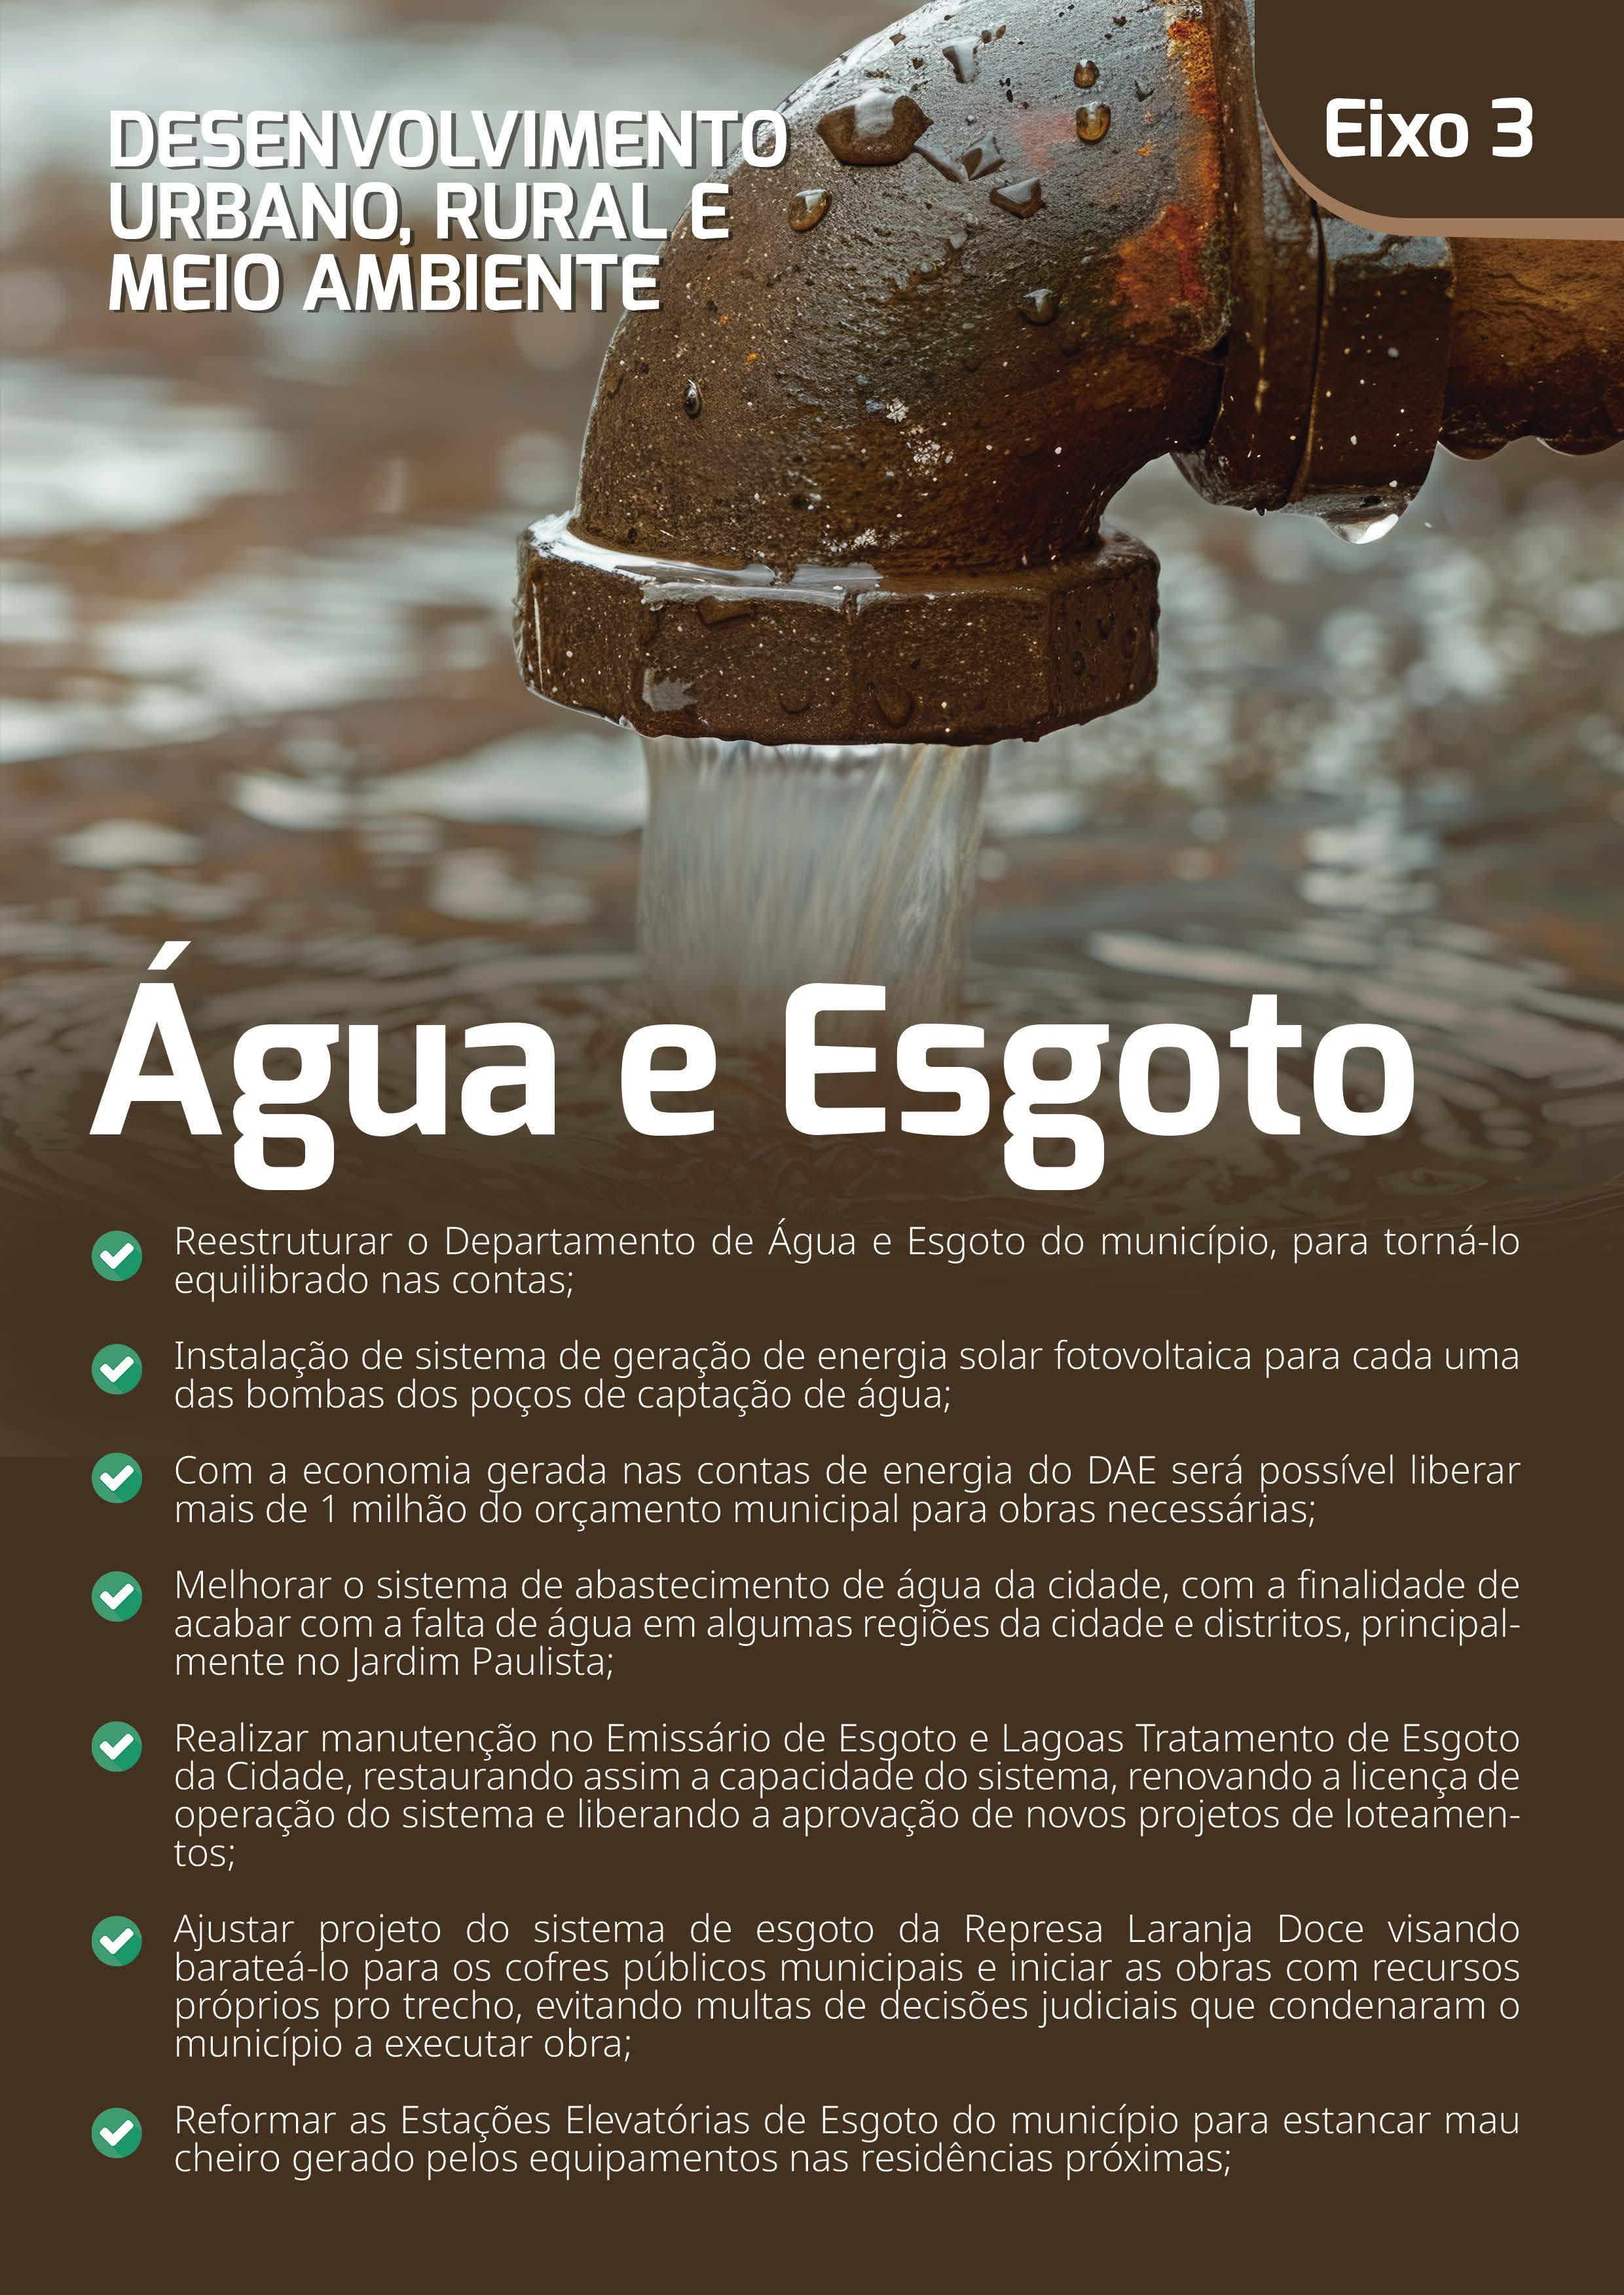 DESENVOLVIMENTO
URBANO, RURAL E
MEIO AMBIENTE
Eixo 3
Água e Esgoto
Reestruturar o Departamento de Água e Esgoto do município, para torná-lo
equilibrado nas contas;
Instalação de sistema de geração de energia solar fotovoltaica para cada uma
das bombas dos poços de captação de água;
Com a economia gerada nas contas de energia do DAE será possível liberar
mais de 1 milhão do orçamento municipal para obras necessárias;
Melhorar o sistema de abastecimento de água da cidade, com a finalidade de
acabar com a falta de água em algumas regiões da cidade e distritos, principal-
mente no Jardim Paulista;
Realizar manutenção no Emissário de Esgoto e Lagoas Tratamento de Esgoto
da Cidade, restaurando assim a capacidade do sistema, renovando a licença de
operação do sistema e liberando a aprovação de novos projetos de loteamen-
tos;
Ajustar projeto do sistema de esgoto da Represa Laranja Doce visando
barateá-lo para os cofres públicos municipais e iniciar as obras com recursos
próprios pro trecho, evitando multas de decisões judiciais que condenaram o
município a executar obra;
Reformar as Estações Elevatórias de Esgoto do município para estancar mau
cheiro gerado pelos equipamentos nas residências próximas;